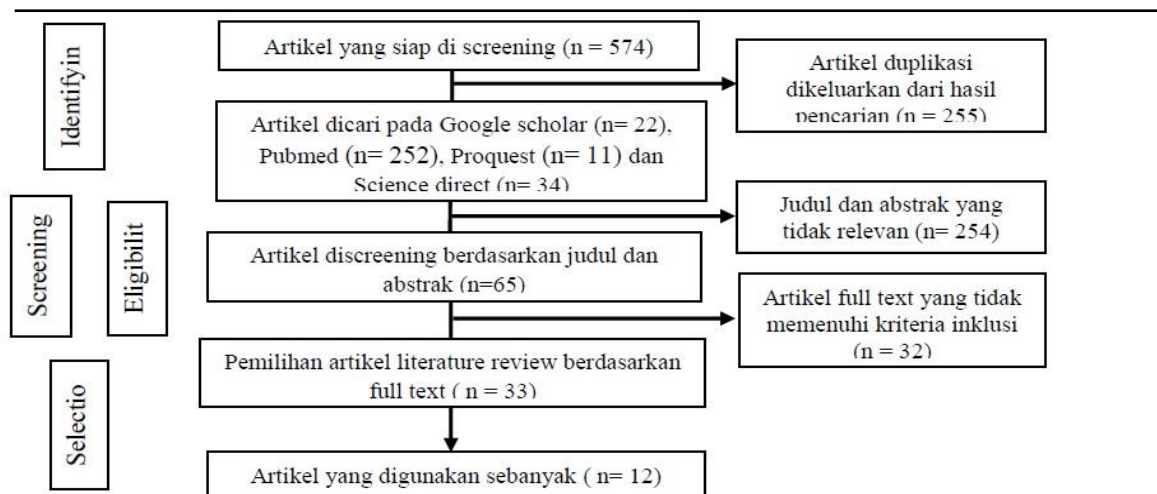 Identifyin
Artikel yang siap di screening (n = 574)
Artikel duplikasi
dikeluarkan dari hasil
pencarian (n = 255)
Artikel dicari pada Google scholar (n= 22),
Pubmed (n= 252), Proquest (n= 11) dan
Science direct (n= 34)
Screening
Eligibilit
Judul dan abstrak yang
tidak relevan (n= 254)
Artikel discreening berdasarkan judul dan
abstrak (n=65)
Artikel full text yang tidak
memenuhi kriteria inklusi
(n = 32)
Selectio
Pemilihan artikel literature review berdasarkan
full text ( n = 33)
Artikel yang digunakan sebanyak ( n= 12)